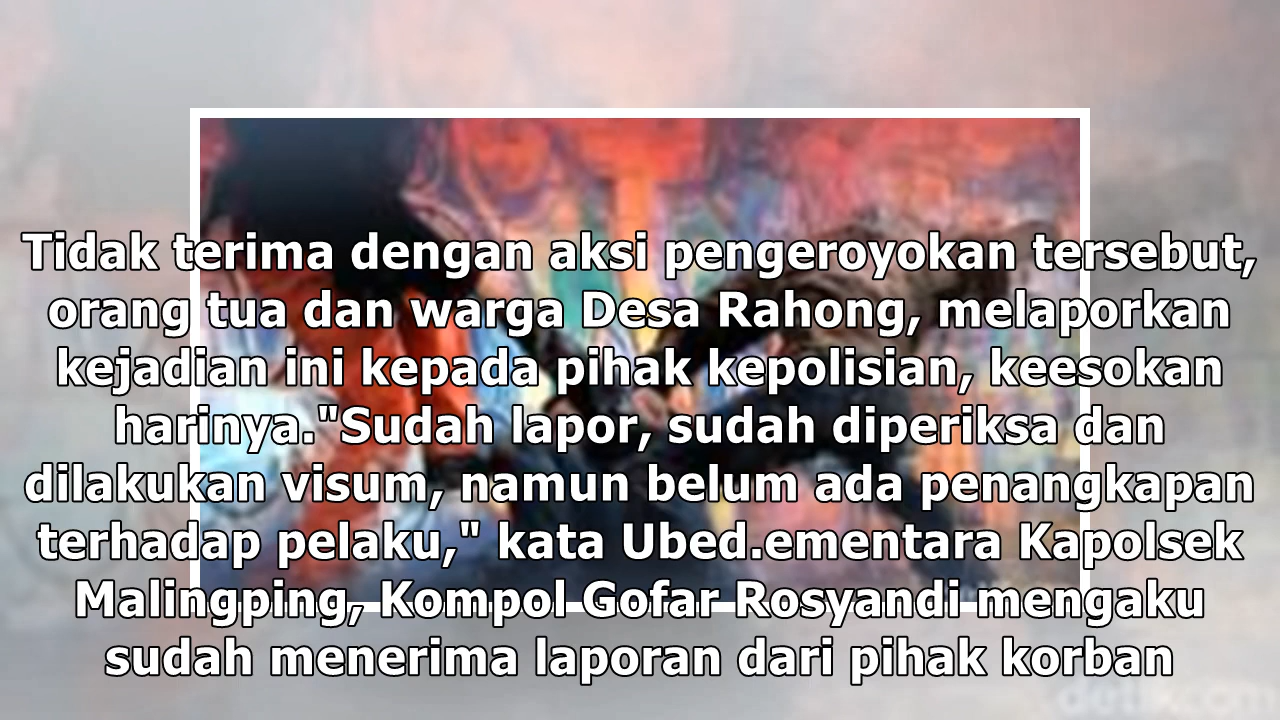 Tidak terima dengan aksi pengeroyokan tersebut,
orang tua dan warga Desa Rahong, melaporkan
kejadian ini kepada pihak kepolisian, keesokan
harinya."Sudah lapor, sudah diperiksa dan
dilakukan visum, namun belum ada penangkapan
terhadap pelaku," kata Ubed.ementara Kapolsek
Malingping, Kompol Gofar Rosyandi mengaku
sudah menerima laporan dari pihak korban
detikcom